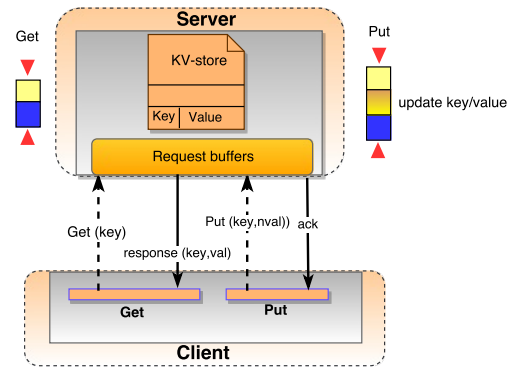 Server
Get
Put
KV-store
Key Value
update key/value
Request buffers
Get (key)
Put (key,nval))
ack
response (key,val)
Get
Put
Client